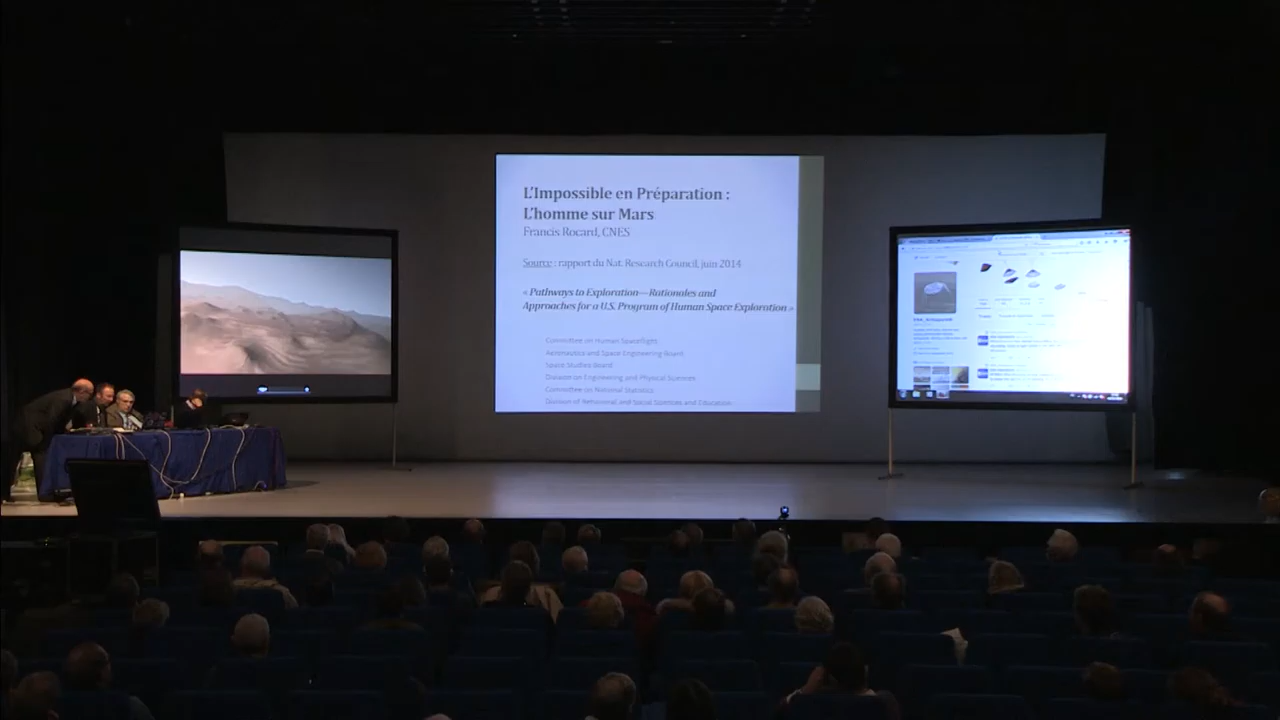 L'Impossible en Préparation :
L'homme sur Mars
Francis Rocard, CNES
Source : rapport du Nat. Research Council, juin 2014
« Pathways to Exploration—Rationales and
Approaches for a U.S. Program of Human Space Exploration »
Committee on Human Spaceflight
Aeronautics and Space Engineering Board
Space Studies Board
Division on Engineering and Physical Sciences
Committee on National Statistics
Division of Behavioral and Social Sciences and Education